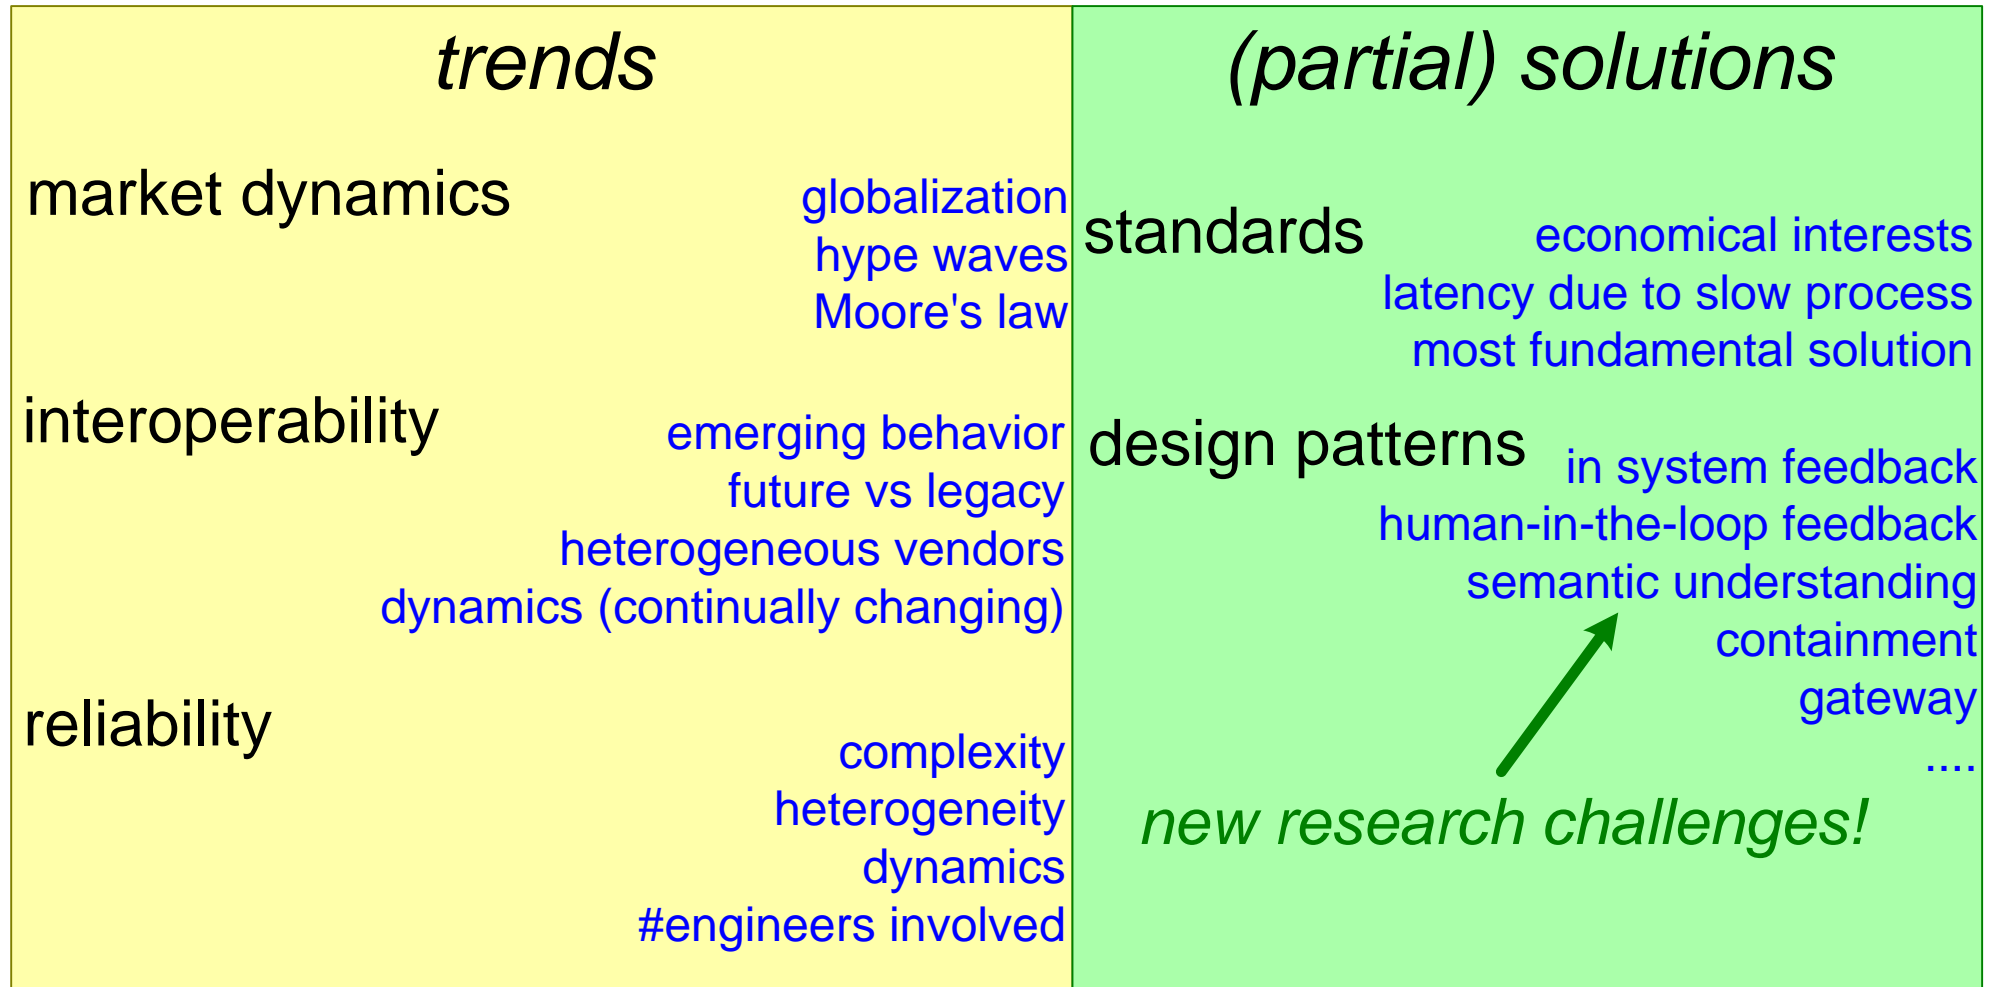 trends
market dynamics
globalization
hype waves
Moore's law
interoperability
emerging behavior
future vs legacy
heterogeneous vendors
dynamics (continually changing)
reliability
complexity
heterogeneity
dynamics
#engineers involved
(partial) solutions
standards
economical interests
latency due to slow process
most fundamental solution
design patterns
in system feedback
human-in-the-loop feedback
semantic understanding
containment
gateway
....
new research challenges!